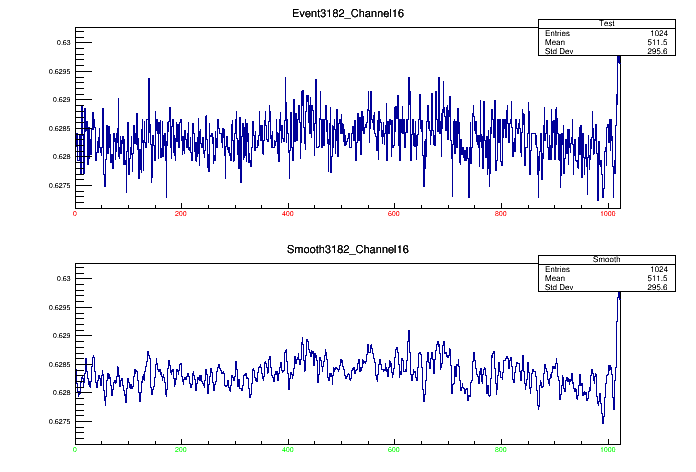 Event3182_Channel16
Test
Entries 1024
Mean 511.5
Std Dev 295.6
0.63
0.6295
0.629
0.6285
0.628
0.6275
0 200 400 600 800 1000
Smooth3182_Channel16
Smooth
Entries 1024
Mean 511.5
Std Dev 295.6
0.63
0.6295
0.629
0.6285
0.628
0.6275
0 200 400 600 800 1000